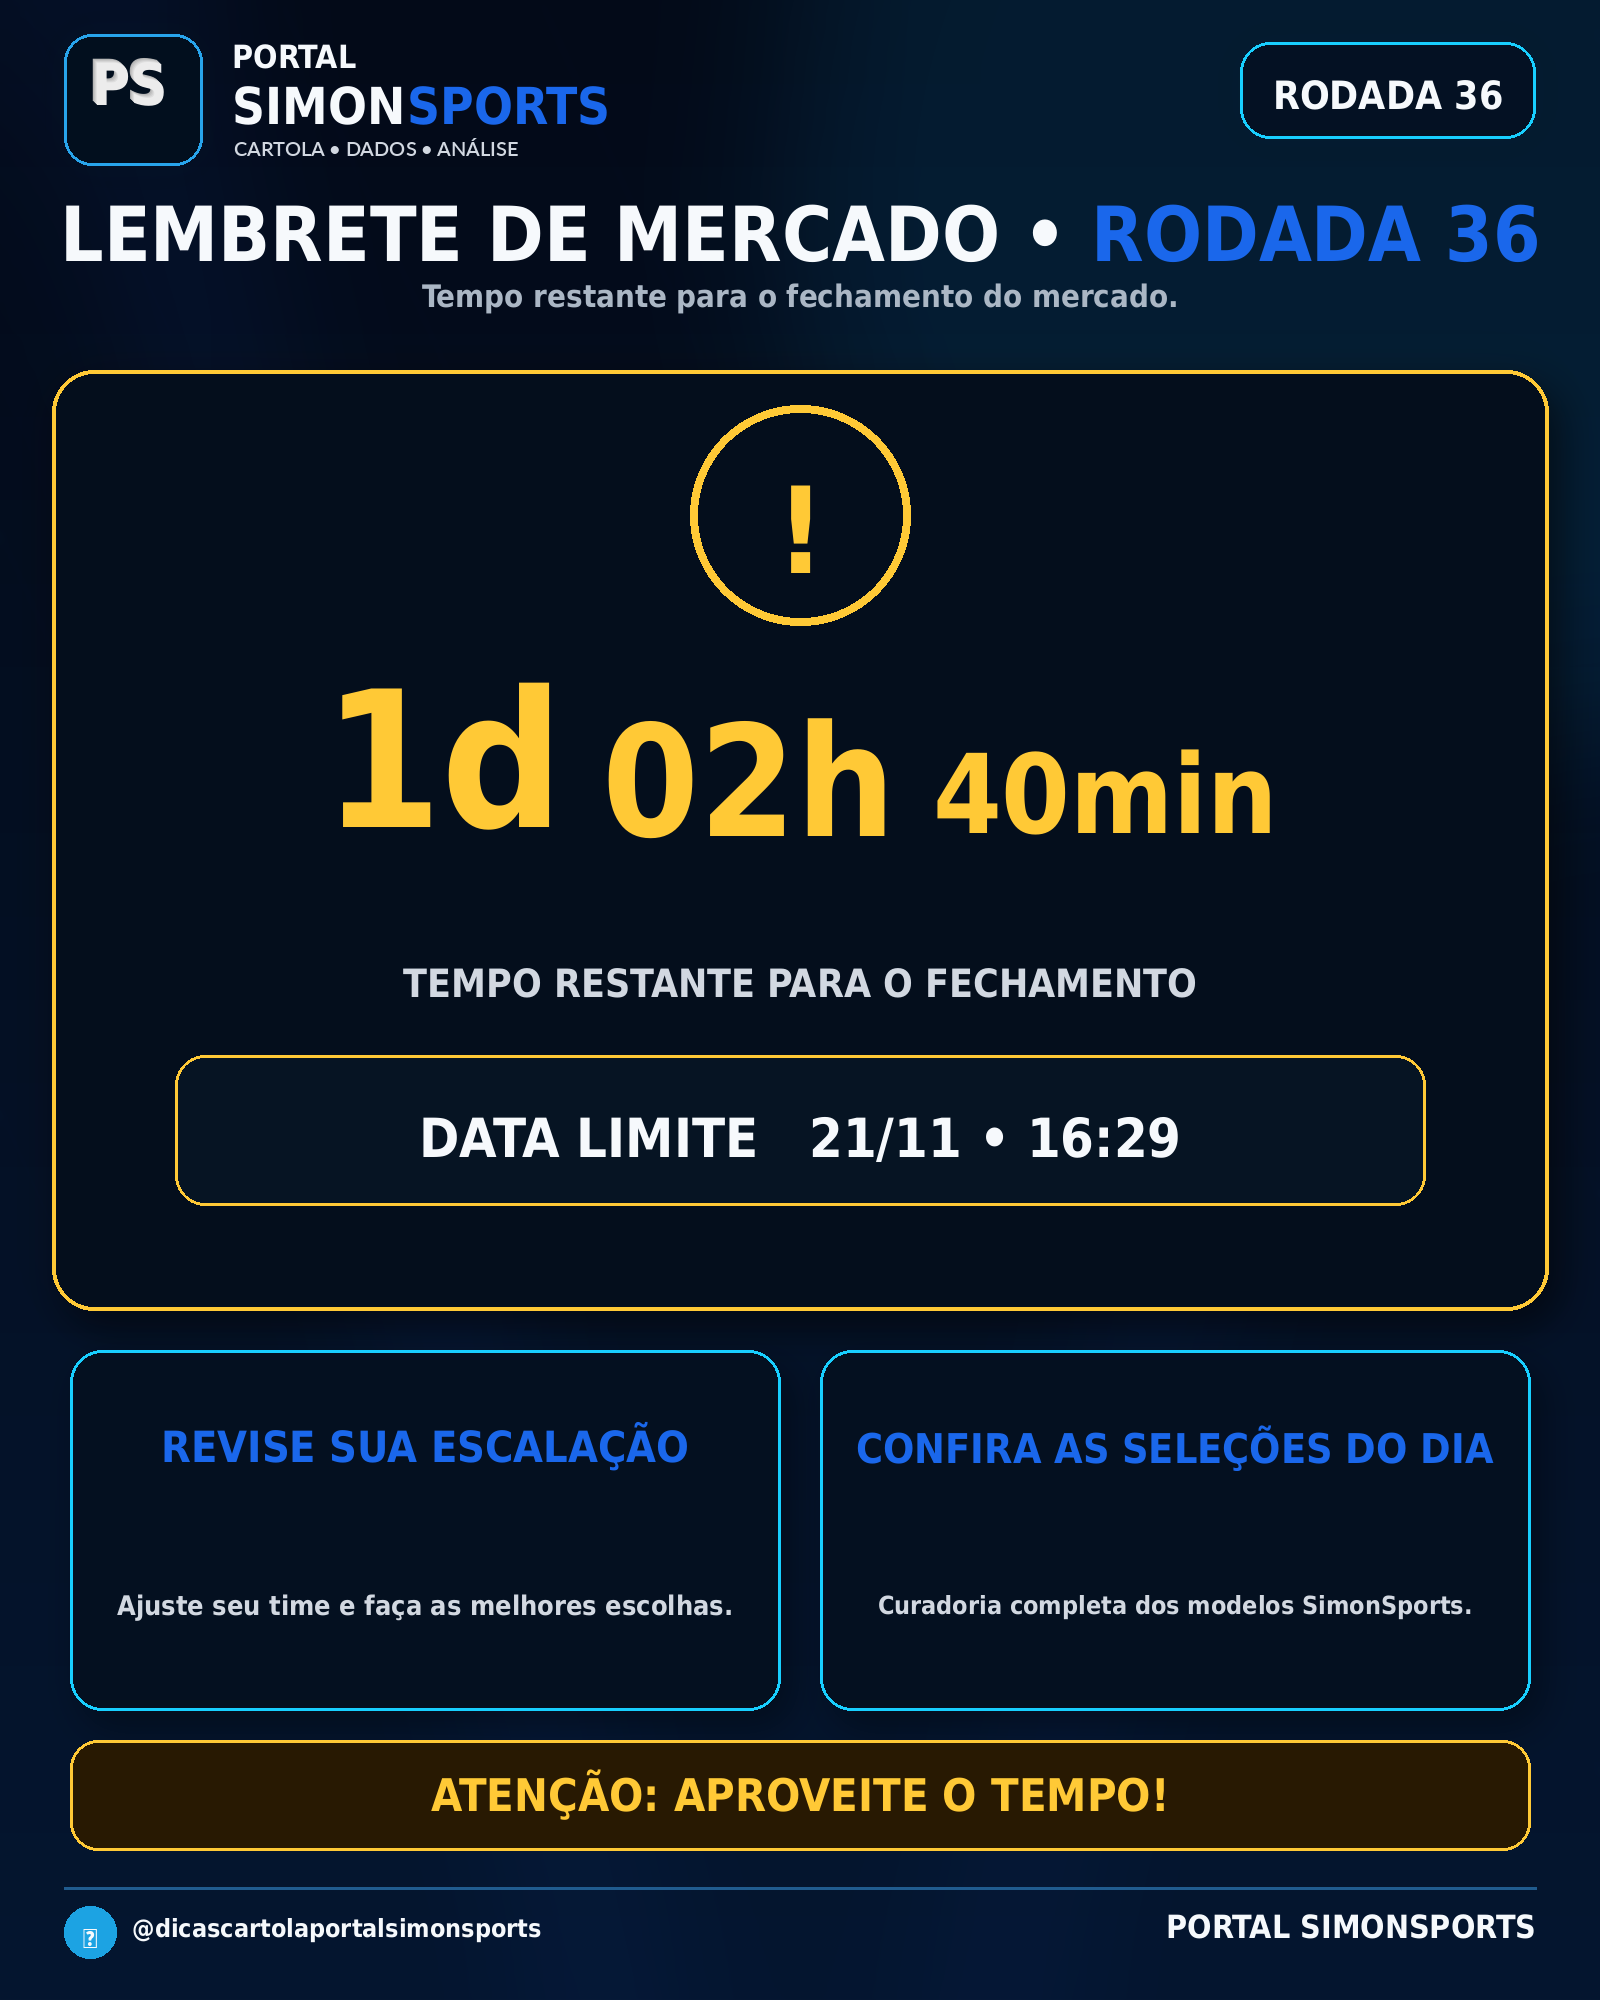 PS
PORTAL
SIMONSPORTS
CARTOLA • DADOS • ANÁLISE
RODADA 36
LEMBRETE DE MERCADO • RODADA 36
Tempo restante para o fechamento do mercado.
!
1d 02h 40min
TEMPO RESTANTE PARA O FECHAMENTO
DATA LIMITE 21/11 • 16:29
REVISE SUA ESCALAÇÃO
Ajuste seu time e faça as melhores escolhas.
CONFIRA AS SELEÇÕES DO DIA
Curadoria completa dos modelos SimonSports.
ATENÇÃO: APROVEITE O TEMPO!
@dicascartolaportalsimonsports
PORTAL SIMONSPORTS